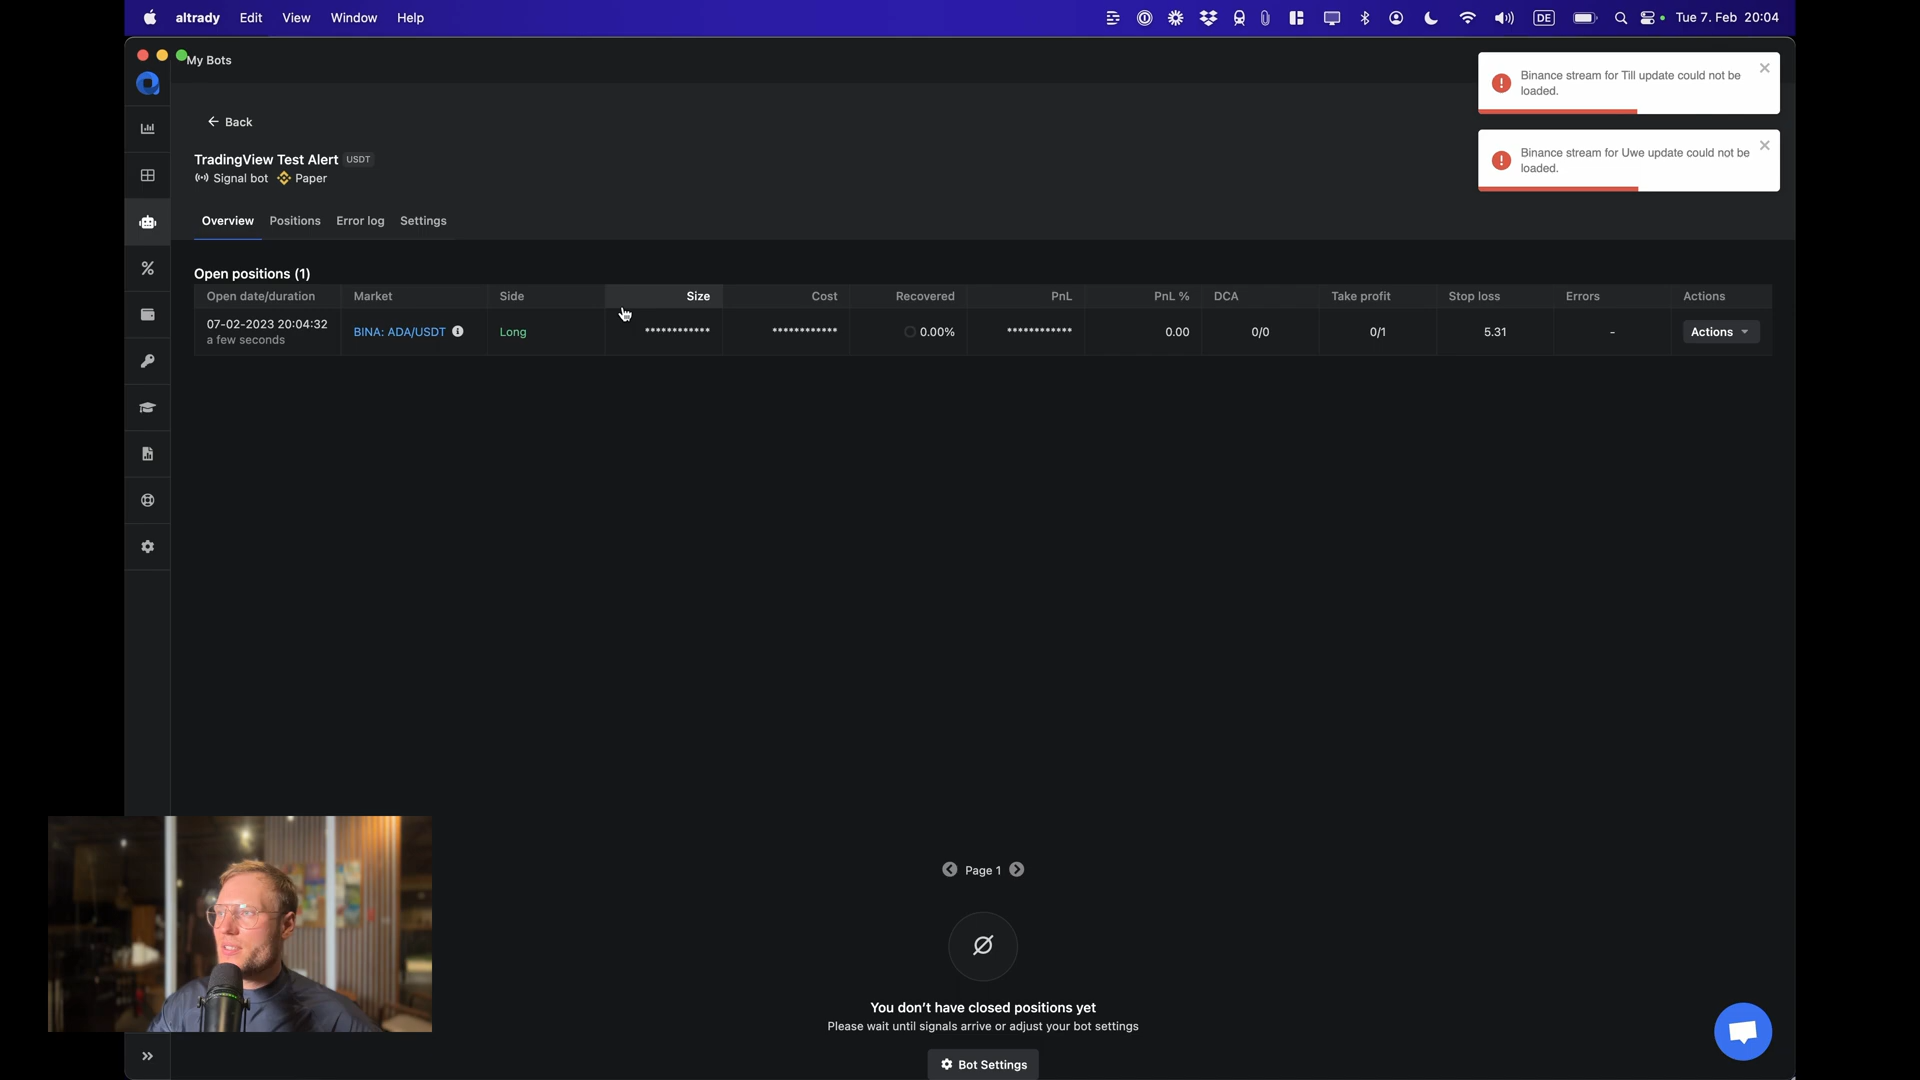 altrady Edit View Window Help DE Tue 7. Feb 20:04
My Bots
Binance stream for Till update could not be
loaded.
Back
Binance stream for Uwe update could not be
loaded.
TradingView Test Alert USDT
Signal bot Paper
Overview Positions Error log Settings
Open positions (1)
Open date/duration Market Side Size Cost Recovered PnL PnL % DCA Take profit Stop loss Errors Actions
07-02-2023 20:04:32
a few seconds
BINA: ADA/USDT Long ************ ************ 0.00% ************ 0.00 0/0 0/1 5.31 - Actions
Page 1
You don't have closed positions yet
Please wait until signals arrive or adjust your bot settings
Bot Settings